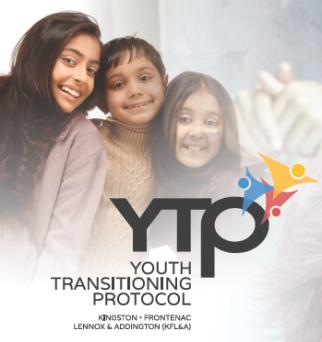 YTP
YOUTH
TRANSITIONING
PROTOCOL
KINGSTON • FRONTENAC
LENNOX & ADDINGTON (KFL&A)